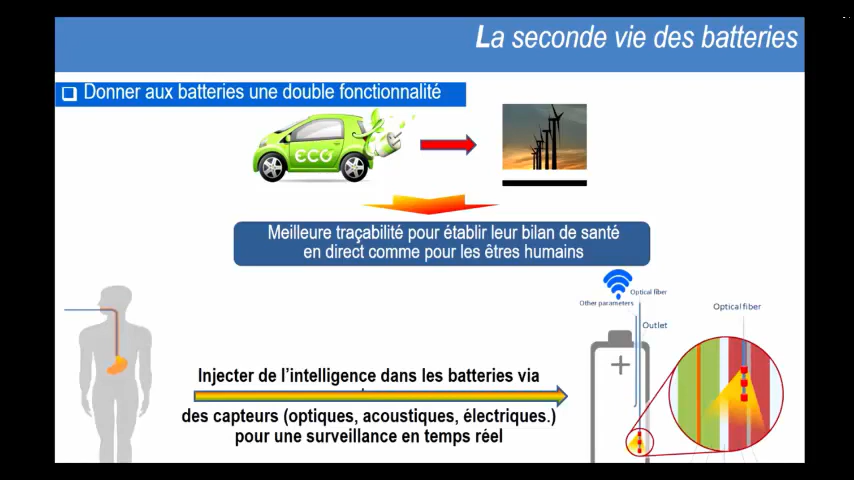 La seconde vie des batteries
Donner aux batteries une double fonctionnalité
eco
Meilleure traçabilité pour établir leur bilan de santé
en direct comme pour les êtres humains
Optical fiber
Other parameters
Optical fiber
Outlet
+
Injecter de l'intelligence dans les batteries via
des capteurs (optiques, acoustiques, électriques.)
pour une surveillance en temps réel